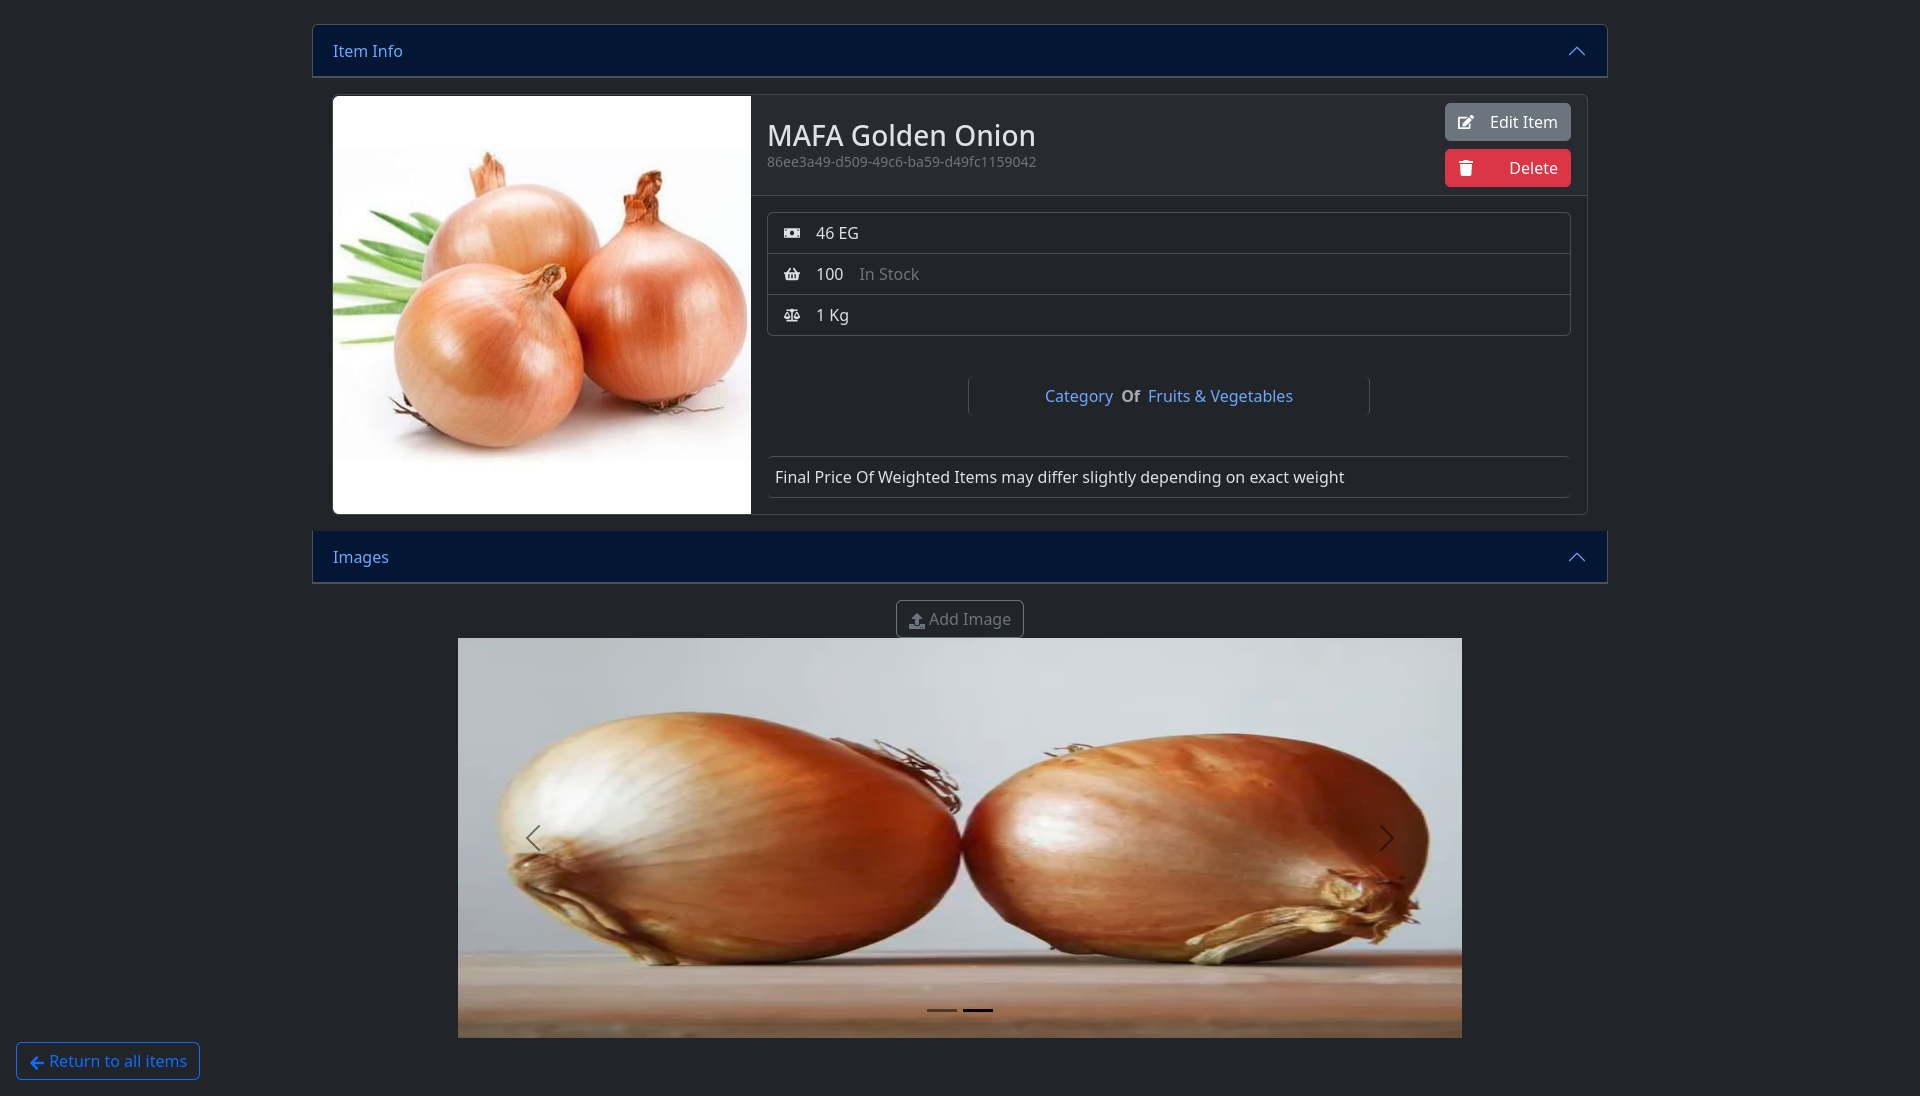 Item Info
MAFA Golden Onion
86ee3a49-d509-49c6-ba59-d49fc1159042
Edit Item
Delete
46 EG
100 In Stock
1 Kg
Category Of Fruits & Vegetables
Final Price Of Weighted Items may differ slightly depending on exact weight
Images
Add Image
Return to all items